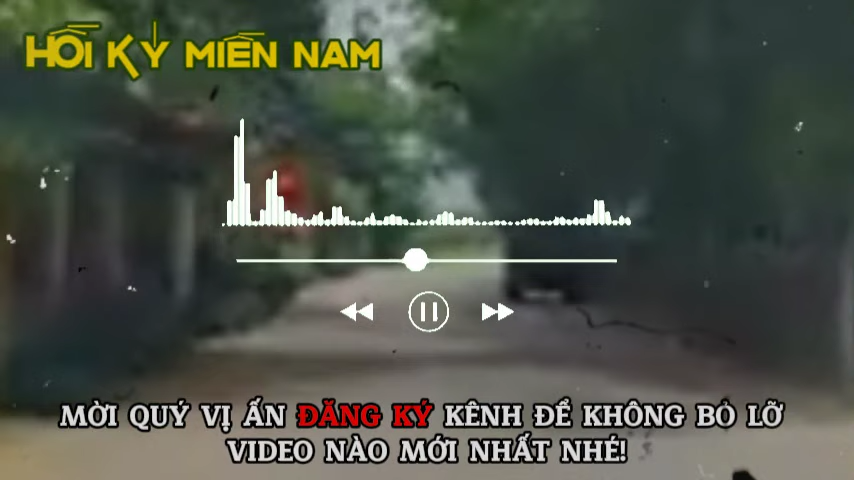 HỒI KÝ MIỀN NAM
MỜI QUÝ VỊ ẤN ĐĂNG KÝ KÊNH ĐỂ KHÔNG BỎ LỠ
VIDEO NÀO MỚI NHẤT NHÉ!